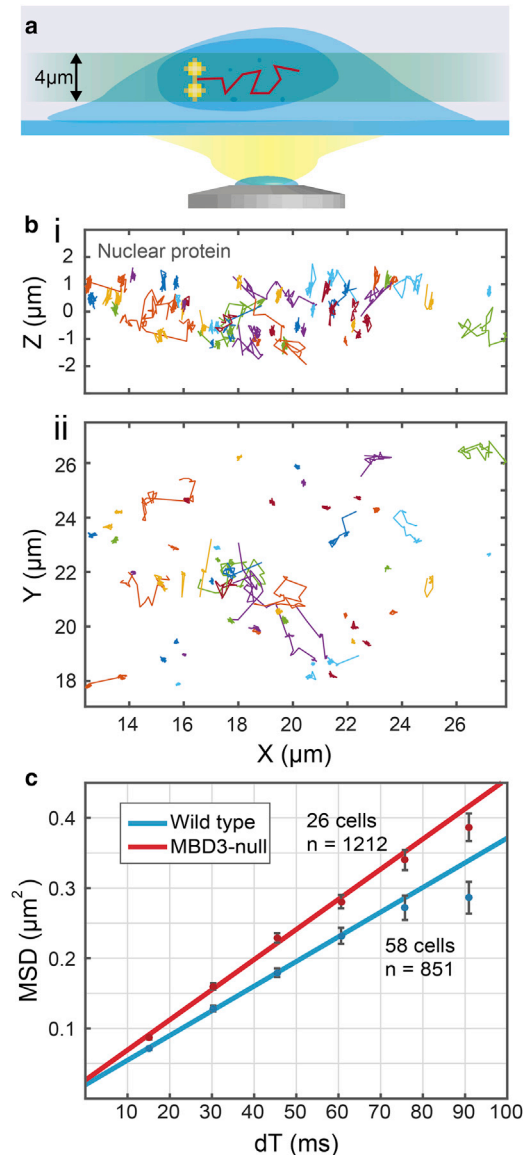 a
4μm
b
i
Nuclear protein
2
1
0
-1
-2
Z (μm)
ii
26
24
22
20
18
Y (μm)
14 16 18 20 22 24 26
X (μm)
c
Wild type
MBD3-null
26 cells
n = 1212
58 cells
n = 851
0.4
0.3
0.2
0.1
MSD (μm²)
10 20 30 40 50 60 70 80 90 100
dT (ms)